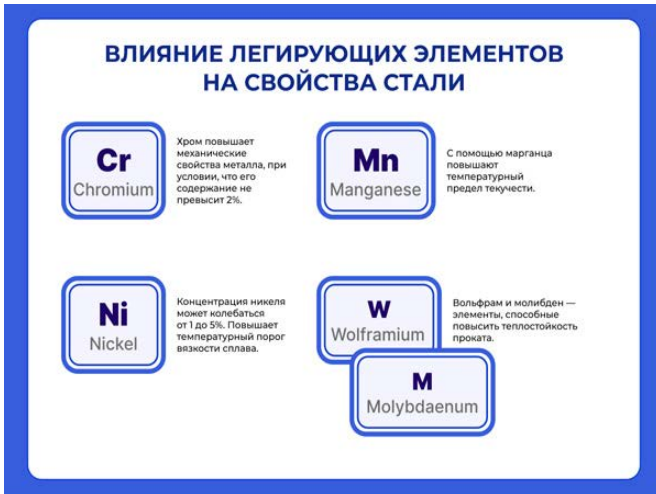 ВЛИЯНИЕ ЛЕГИРУЮЩИХ ЭЛЕМЕНТОВ
НА СВОЙСТВА СТАЛИ
Cr
Chromium
Хром повышает
механические
свойства металла, при
условии, что его
содержание не
превысит 2%.
Mn
Manganese
С помощью марганца
повышают
температурный
предел текучести.
Ni
Nickel
Концентрация никеля
может колебаться
от 1 до 5%. Повышает
температурный порог
вязкости сплава.
W
Wolframium
M
Molybdaenum
Вольфрам и молибден —
элементы, способные
повысить теплостойкость
проката.